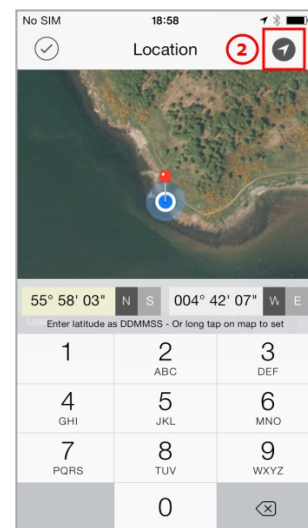 No SIM 18:58
Location 2
55° 58' 03" N S 004° 42' 07" W E
Enter latitude as DDMMSS - Or long tap on map to set
1 2 3
ABC DEF
4 5 6
GHI JKL MNO
7 8 9
PQRS TUV WXYZ
0